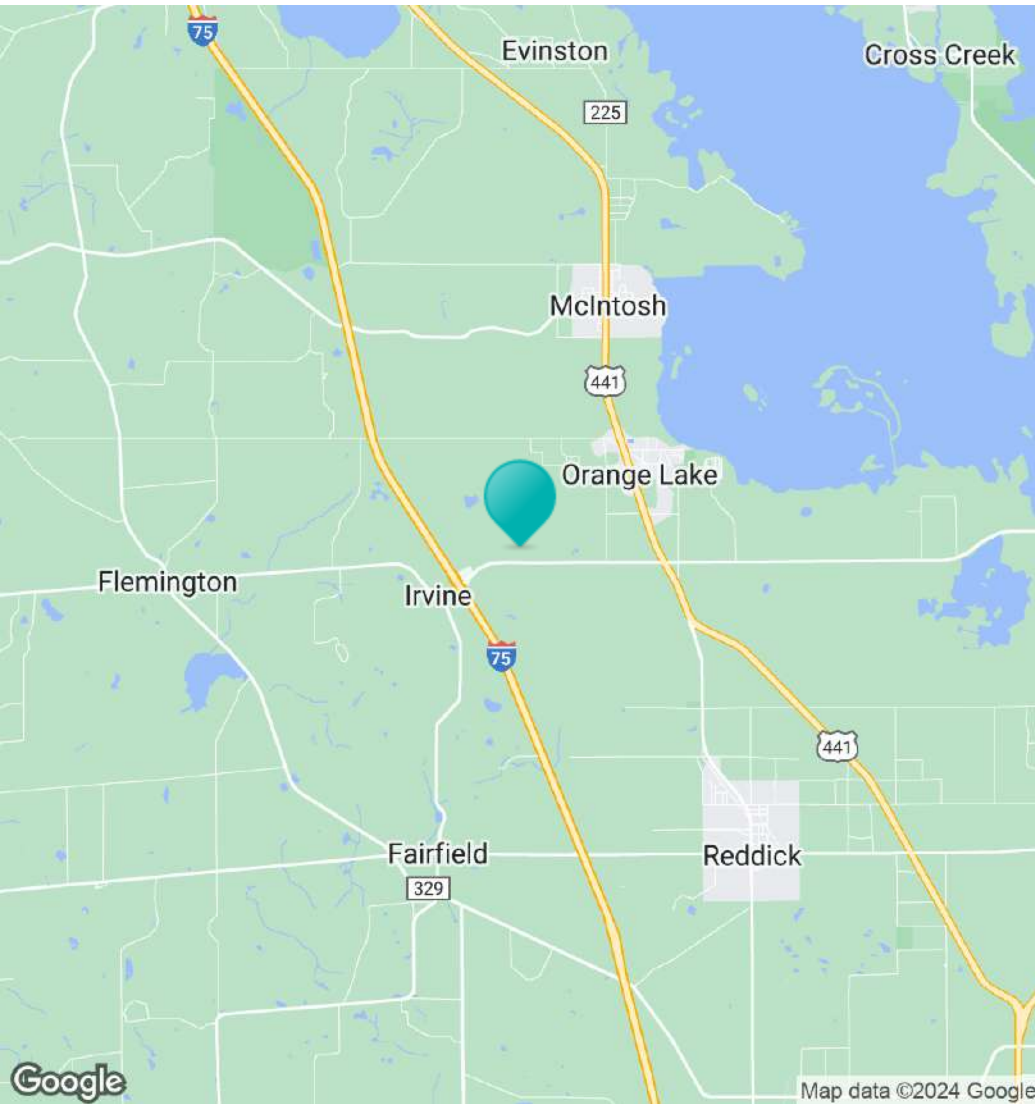 75
Evinston
Cross Creek
225
McIntosh
441
Orange Lake
Flemington
Irvine
75
441
Fairfield
Reddick
329
Google
Map data ©2024 Google